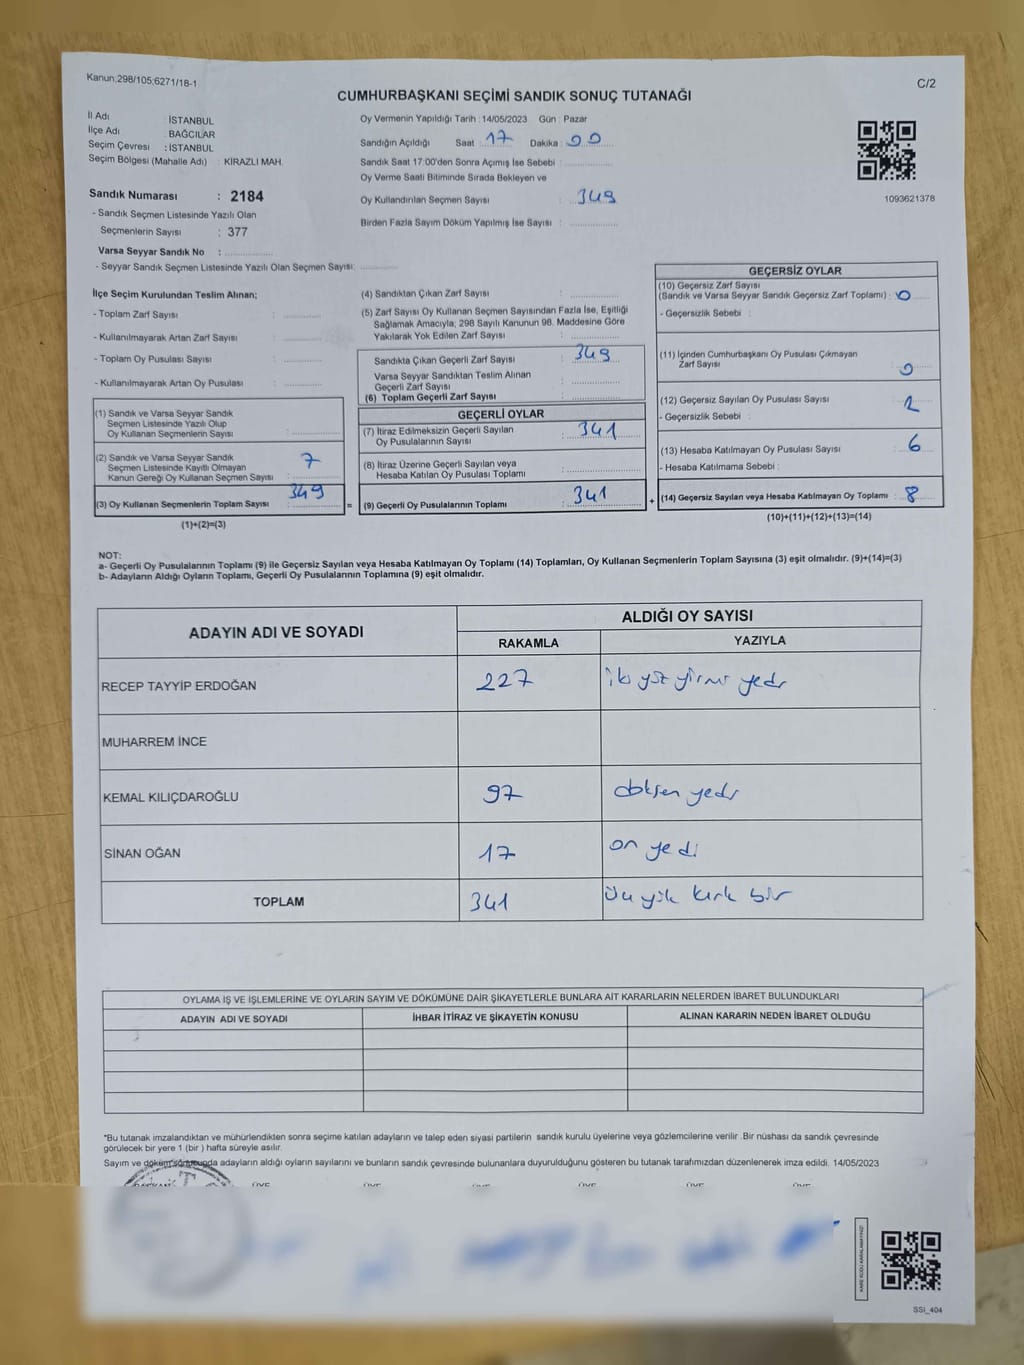 Kanun;298/105;6271/18-1
C/2
CUMHURBAŞKANI SEÇİMİ SANDIK SONUÇ TUTANAĞI
İl Adı : İSTANBUL
İlçe Adı : BAĞCILAR
Seçim Çevresi : İSTANBUL
Seçim Bölgesi (Mahalle Adı) : KİRAZLI MAH.
Sandık Numarası : 2184
- Sandık Seçmen Listesinde Yazılı Olan
Seçmenlerin Sayısı : 377
Varsa Seyyar Sandık No :
- Seyyar Sandık Seçmen Listesinde Yazılı Olan Seçmen Sayısı:
Oy Vermenin Yapıldığı Tarih : 14/05/2023 Gün : Pazar
Sandığın Açıldığı Saat : 17 Dakika : 00
Sandık Saat 17:00'den Sonra Açımış İse Sebebi :
Oy Verme Saati Bitiminde Sırada Bekleyen ve
Oy Kullandırılan Seçmen Sayısı : 349
Birden Fazla Sayım Döküm Yapılmış İse Sayısı :
1093621378
İlçe Seçim Kurulundan Teslim Alınan;
- Toplam Zarf Sayısı :
- Kullanılmayarak Artan Zarf Sayısı :
- Toplam Oy Pusulası Sayısı :
- Kullanılmayarak Artan Oy Pusulası :
(1) Sandık ve Varsa Seyyar Sandık
Seçmen Listesinde Yazılı Olup
Oy Kullanan Seçmenlerin Sayısı :
(2) Sandık ve Varsa Seyyar Sandık
Seçmen Listesinde Kayıtlı Olmayan
Kanun Gereği Oy Kullanan Seçmen Sayısı : 7
(3) Oy Kullanan Seçmenlerin Toplam Sayısı : 349
(1)+(2)=(3)
(4) Sandıktan Çıkan Zarf Sayısı :
(5) Zarf Sayısı Oy Kullanan Seçmen Sayısından Fazla İse, Eşitliği
Sağlamak Amacıyla, 298 Sayılı Kanunun 98. Maddesine Göre
Yakılarak Yok Edilen Zarf Sayısı :
Sandıkta Çıkan Geçerli Zarf Sayısı : 349
Varsa Seyyar Sandıktan Teslim Alınan
Geçerli Zarf Sayısı :
(6) Toplam Geçerli Zarf Sayısı :
GEÇERLİ OYLAR
(7) İtiraz Edilmeksizin Geçerli Sayılan
Oy Pusulalarının Sayısı : 341
(8) İtiraz Üzerine Geçerli Sayılan veya
Hesaba Katılan Oy Pusulası Toplamı :
= (9) Geçerli Oy Pusulalarının Toplamı : 341
GEÇERSİZ OYLAR
(10) Geçersiz Zarf Sayısı
(Sandık ve Varsa Seyyar Sandık Geçersiz Zarf Toplamı) : 0
- Geçersizlik Sebebi :
(11) İçinden Cumhurbaşkanı Oy Pusulası Çıkmayan
Zarf Sayısı : 0
(12) Geçersiz Sayılan Oy Pusulası Sayısı : 2
- Geçersizlik Sebebi :
(13) Hesaba Katılmayan Oy Pusulası Sayısı : 6
- Hesaba Katılmama Sebebi :
+ (14) Geçersiz Sayılan veya Hesaba Katılmayan Oy Toplamı : 8
(10)+(11)+(12)+(13)=(14)
NOT:
a- Geçerli Oy Pusulalarının Toplamı (9) ile Geçersiz Sayılan veya Hesaba Katılmayan Oy Toplamı (14) Toplamları, Oy Kullanan Seçmenlerin Toplam Sayısına (3) eşit olmalıdır. (9)+(14)=(3)
b- Adayların Aldığı Oyların Toplamı, Geçerli Oy Pusulalarının Toplamına (9) eşit olmalıdır.
ADAYIN ADI VE SOYADI
ALDIĞI OY SAYISI
RAKAMLA YAZIYLA
RECEP TAYYİP ERDOĞAN 227 iki yüz yirmi yedi
MUHARREM İNCE
KEMAL KILIÇDAROĞLU 97 doksan yedi
SİNAN OĞAN 17 on yedi
TOPLAM 341 üç yüz kırk bir
OYLAMA İŞ VE İŞLEMLERİNE VE OYLARIN SAYIM VE DÖKÜMÜNE DAİR ŞİKAYETLERLE BUNLARA AİT KARARLARIN NELERDEN İBARET BULUNDUKLARI
ADAYIN ADI VE SOYADI İHBAR İTİRAZ VE ŞİKAYETİN KONUSU ALINAN KARARIN NEDEN İBARET OLDUĞU
*Bu tutanak imzalandıktan ve mühürlendikten sonra seçime katılan adayların ve talep eden siyasi partilerin sandık kurulu üyelerine veya gözlemcilerine verilir .Bir nüshası da sandık çevresinde
görülecek bir yere 1 (bir ) hafta süreyle asılır.
Sayım ve döküm sonucunda adayların aldığı oyların sayılarını ve bunların sandık çevresinde bulunanlara duyurulduğunu gösteren bu tutanak tarafımızdan düzenlenerek imza edildi. 14/05/2023
ÜYE ÜYE ÜYE ÜYE ÜYE ÜYE
KARE KODU KARALAMAYINIZ!
SSI_404